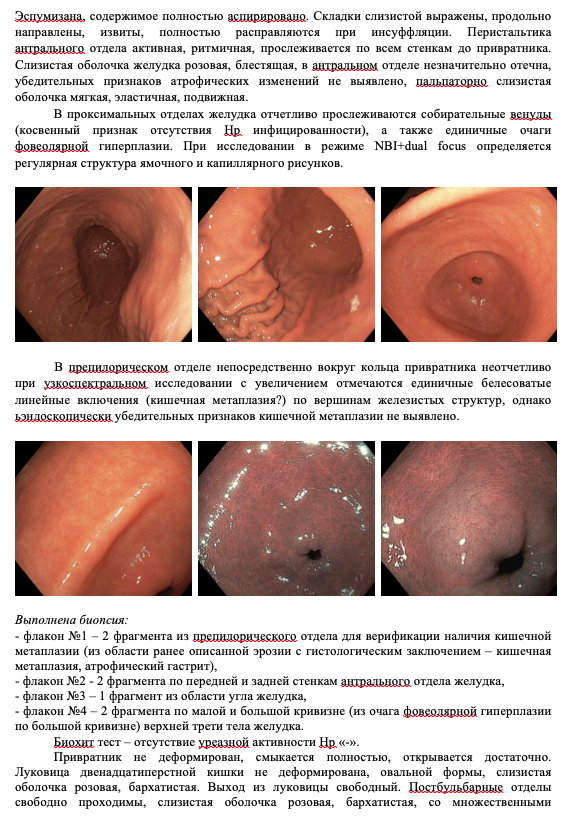 Эспумизана, содержимое полностью аспирировано. Складки слизистой выражены, продольно
направлены, извиты, полностью расправляются при инсуффляции. Перистальтика
антрального отдела активная, ритмичная, прослеживается по всем стенкам до привратника.
Слизистая оболочка желудка розовая, блестящая, в антральном отделе незначительно отечна,
убедительных признаков атрофических изменений не выявлено, пальпаторно слизистая
оболочка мягкая, эластичная, подвижная.
В проксимальных отделах желудка отчетливо прослеживаются собирательные венулы
(косвенный признак отсутствия Нр инфицированности), а также единичные очаги
фовеолярной гиперплазии. При исследовании в режиме NBI+dual focus определяется
регулярная структура ямочного и капиллярного рисунков.
В препилорическом отделе непосредственно вокруг кольца привратника неотчетливо
при узкоспектральном исследовании с увеличением отмечаются единичные белесоватые
линейные включения (кишечная метаплазия?) по вершинам железистых структур, однако
ьэндоскопически убедительных признаков кишечной метаплазии не выявлено.
Выполнена биопсия:
- флакон №1 – 2 фрагмента из препилорического отдела для верификации наличия кишечной
метаплазии (из области ранее описанной эрозии с гистологическим заключением – кишечная
метаплазия, атрофический гастрит),
- флакон №2 - 2 фрагмента по передней и задней стенкам антрального отдела желудка,
- флакон №3 – 1 фрагмент из области угла желудка,
- флакон №4 – 2 фрагмента по малой и большой кривизне (из очага фовеолярной гиперплазии
по большой кривизне) верхней трети тела желудка.
Биохит тест – отсутствие уреазной активности Нр «-».
Привратник не деформирован, смыкается полностью, открывается достаточно.
Луковица двенадцатиперстной кишки не деформирована, овальной формы, слизистая
оболочка розовая, бархатистая. Выход из луковицы свободный. Постбульбарные отделы
свободно проходимы, слизистая оболочка розовая, бархатистая, со множественными